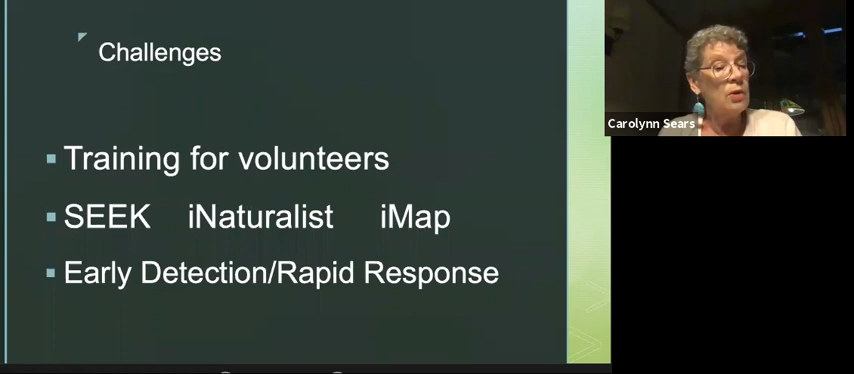 Challenges
Training for volunteers
SEEK iNaturalist iMap
Early Detection/Rapid Response
Carolynn Sears